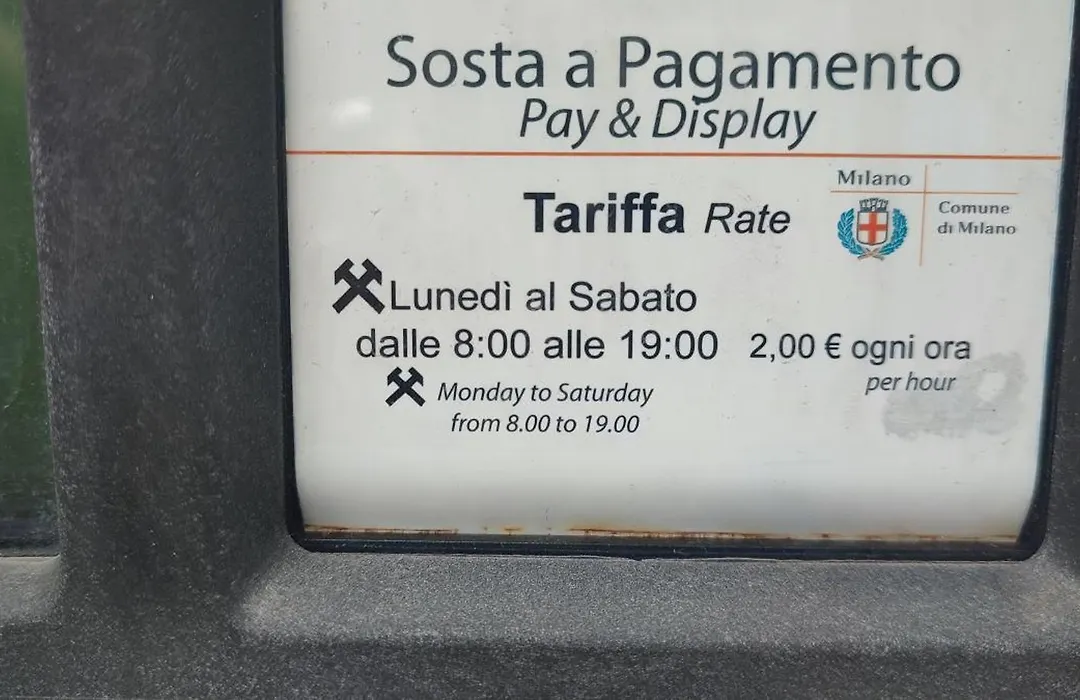 Sosta a Pagamento
Pay & Display
Tariffa Rate
Milano
Comune
di Milano
Lunedì al Sabato
dalle 8:00 alle 19:00 2,00 € ogni ora
per hour
Monday to Saturday
from 8.00 to 19.00